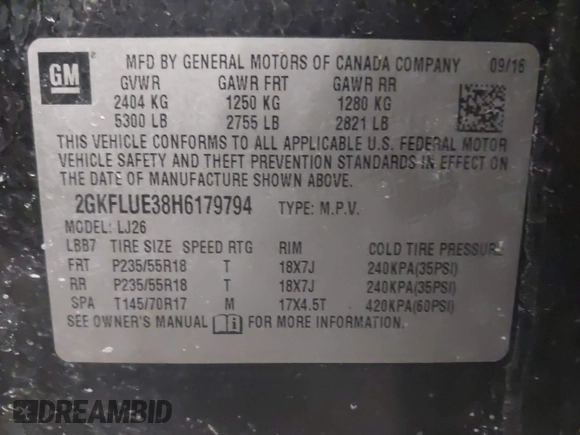 GM
MFD BY GENERAL MOTORS OF CANADA COMPANY 09/16
GVWR GAWR FRT GAWR RR
2404 KG 1250 KG 1280 KG
5300 LB 2755 LB 2821 LB
THIS VEHICLE CONFORMS TO ALL APPLICABLE U.S. FEDERAL MOTOR
VEHICLE SAFETY AND THEFT PREVENTION STANDARDS IN EFFECT ON
THE DATE OF MANUFACTURE SHOWN ABOVE.
2GKFLUE38H6179794 TYPE: M.P.V.
MODEL: LJ26
LBB7 TIRE SIZE SPEED RTG RIM COLD TIRE PRESSURE
FRT P235/55R18 T 18X7J 240KPA(35PSI)
RR P235/55R18 T 18X7J 240KPA(35PSI)
SPA T145/70R17 M 17X4.5T 420KPA(60PSI)
SEE OWNER'S MANUAL FOR MORE INFORMATION.
DREAMBID